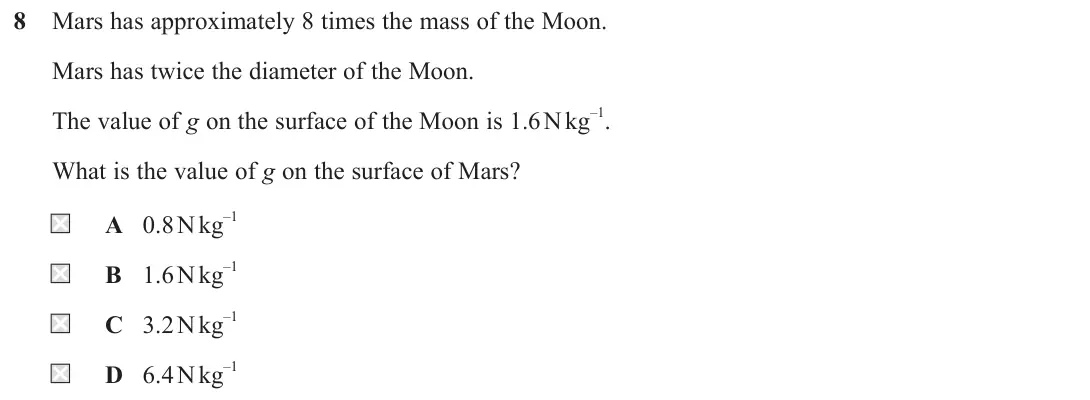 8 Mars has approximately 8 times the mass of the Moon.
Mars has twice the diameter of the Moon.
The value of g on the surface of the Moon is 1.6 N kg⁻¹.
What is the value of g on the surface of Mars?
A 0.8 N kg⁻¹
B 1.6 N kg⁻¹
C 3.2 N kg⁻¹
D 6.4 N kg⁻¹